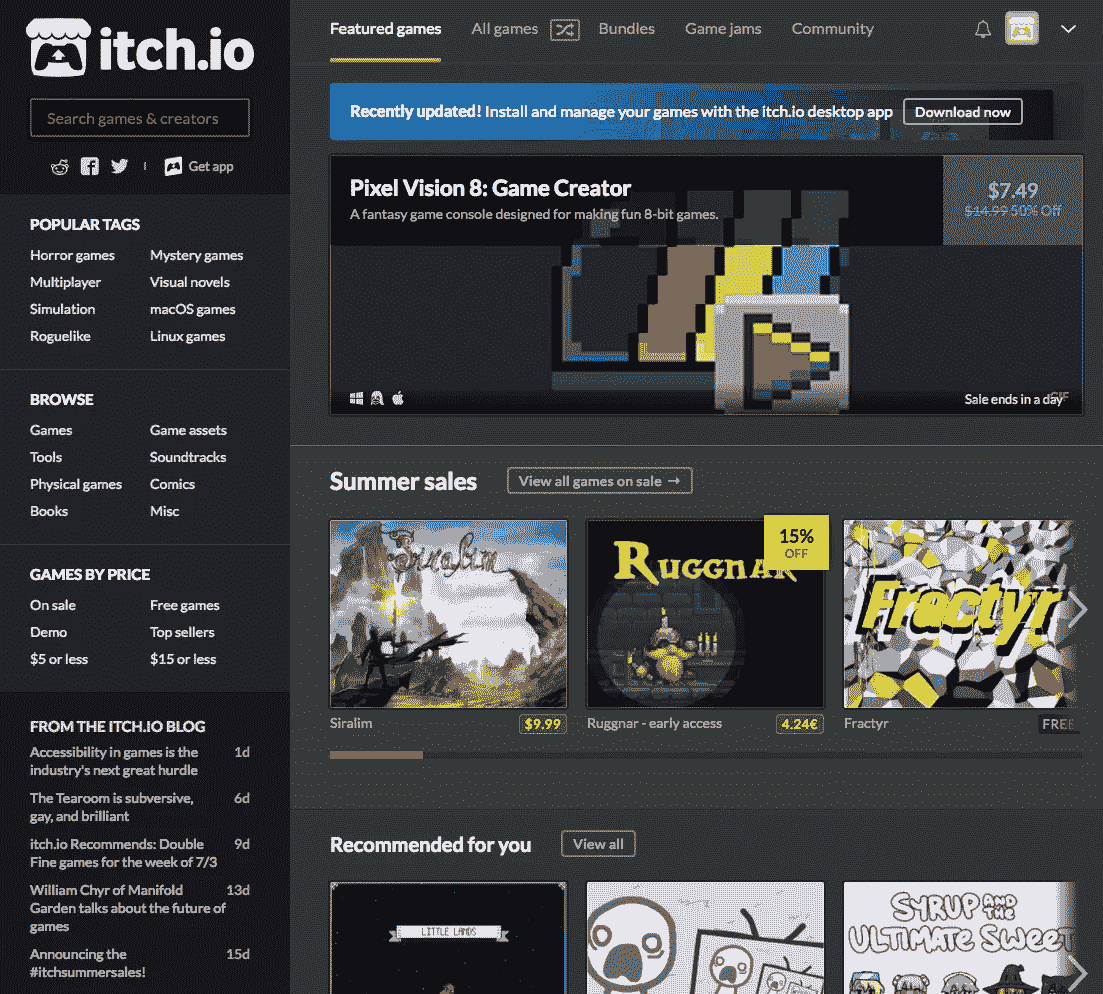 itch.io
Search games & creators
Get app
POPULAR TAGS
Horror games
Mystery games
Multiplayer
Visual novels
Simulation
macOS games
Roguelike
Linux games
BROWSE
Games
Game assets
Tools
Soundtracks
Physical games
Comics
Books
Misc
GAMES BY PRICE
On sale
Free games
Demo
Top sellers
$5 or less
$15 or less
FROM THE ITCH.IO BLOG
Accessibility in games is the 1d
industry's next great hurdle
The Tearoom is subversive, 6d
gay, and brilliant
itch.io Recommends: Double 9d
Fine games for the week of 7/3
William Chyr of Manifold 13d
Garden talks about the future of
games
Announcing the 15d
#itchsummersales!
Featured games
All games
Bundles
Game jams
Community
Recently updated! Install and manage your games with the itch.io desktop app
Download now
Pixel Vision 8: Game Creator
A fantasy game console designed for making fun 8-bit games.
$7.49
$14.99 50% Off
Sale ends in a day
GIF
Summer sales
View all games on sale →
Siralim
15%
OFF
RUGGNAR
Fractyr
Siralim
$9.99
Ruggnar - early access
4.24€
Fractyr
FREE
Recommended for you
View all
LITTLE LANDS
SYRUP AND THE
ULTIMATE SWEET